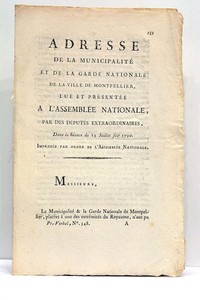 ADRESSE
DE LA MUNICIPALITÉ
ET DE LA GARDE NATIONALE
DE LA VILLE DE MONTPELLIER,
LUE ET PRÉSENTÉE
A L'ASSEMBLÉE NATIONALE,
PAR DES DÉPUTÉS EXTRAORDINAIRES,
Dans la séance du 13 Juillet soir 1790.
IMPRIMÉE PAR ORDRE DE L'ASSEMBLÉE NATIONALE.
MESSIEURS,
La Municipalité & la Garde Nationale de Montpel-
lier, placées à une des extrémités du Royaume, n'ont pu
Pr. Verbal, N°. 348. A